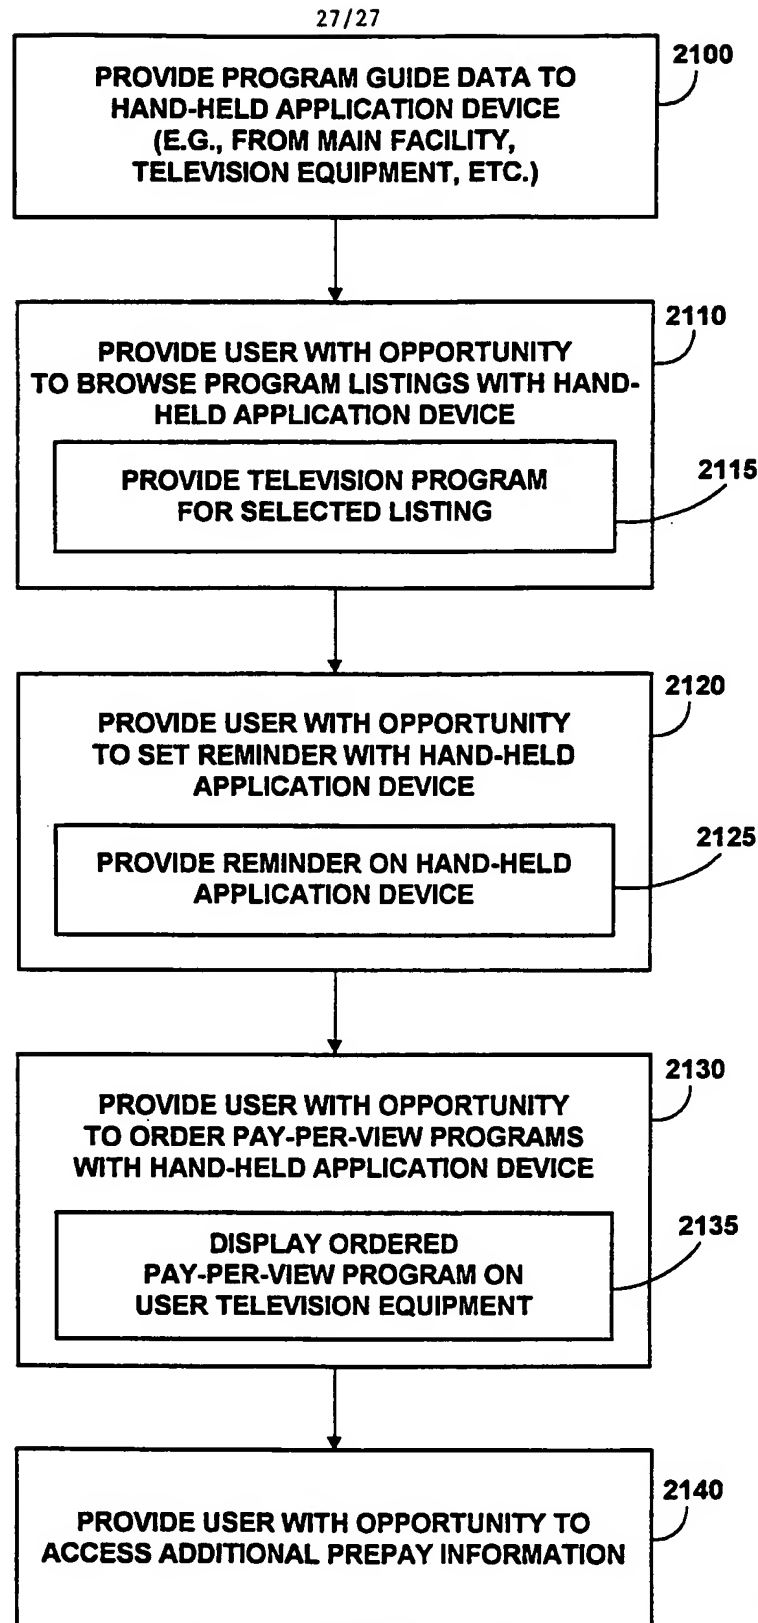 27/27
2100
PROVIDE PROGRAM GUIDE DATA TO
HAND-HELD APPLICATION DEVICE
(E.G., FROM MAIN FACILITY,
TELEVISION EQUIPMENT, ETC.)
2110
PROVIDE USER WITH OPPORTUNITY
TO BROWSE PROGRAM LISTINGS WITH HAND-
HELD APPLICATION DEVICE
2115
PROVIDE TELEVISION PROGRAM
FOR SELECTED LISTING
2120
PROVIDE USER WITH OPPORTUNITY
TO SET REMINDER WITH HAND-HELD
APPLICATION DEVICE
2125
PROVIDE REMINDER ON HAND-HELD
APPLICATION DEVICE
2130
PROVIDE USER WITH OPPORTUNITY
TO ORDER PAY-PER-VIEW PROGRAMS
WITH HAND-HELD APPLICATION DEVICE
2135
DISPLAY ORDERED
PAY-PER-VIEW PROGRAM ON
USER TELEVISION EQUIPMENT
2140
PROVIDE USER WITH OPPORTUNITY TO
ACCESS ADDITIONAL PREPAY INFORMATION